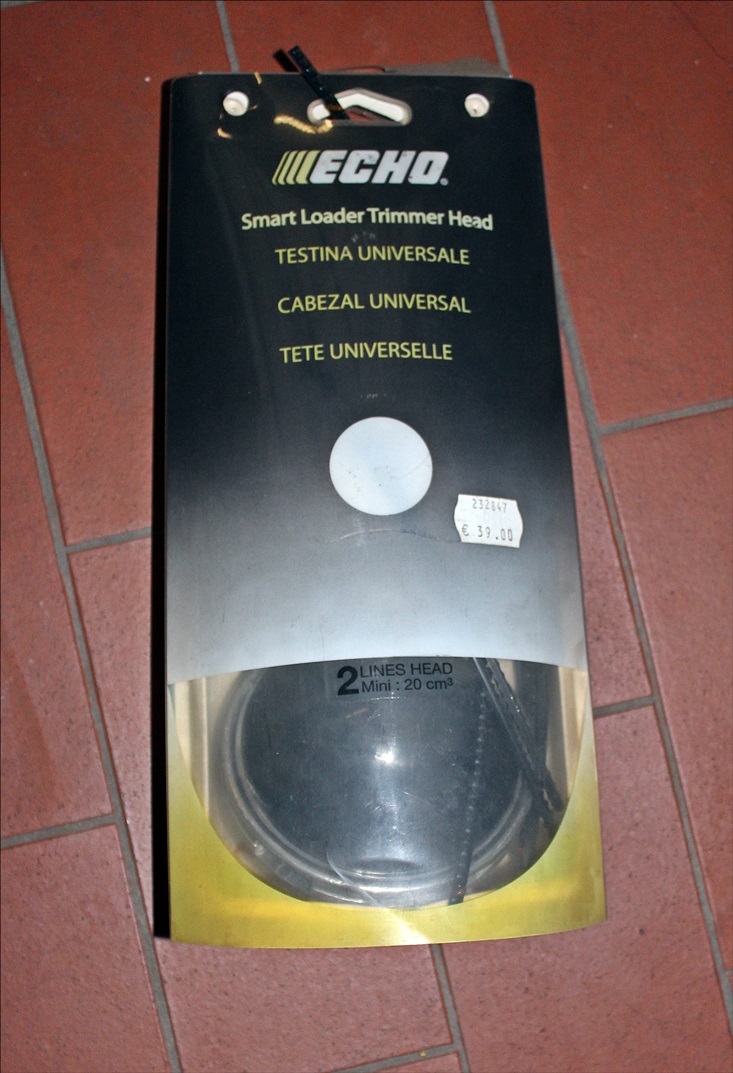 ECHO
Smart Loader Trimmer Head
TESTINA UNIVERSALE
CABEZAL UNIVERSAL
TETE UNIVERSELLE
232847
€ 39.00
2 LINES HEAD
Mini : 20 cm³